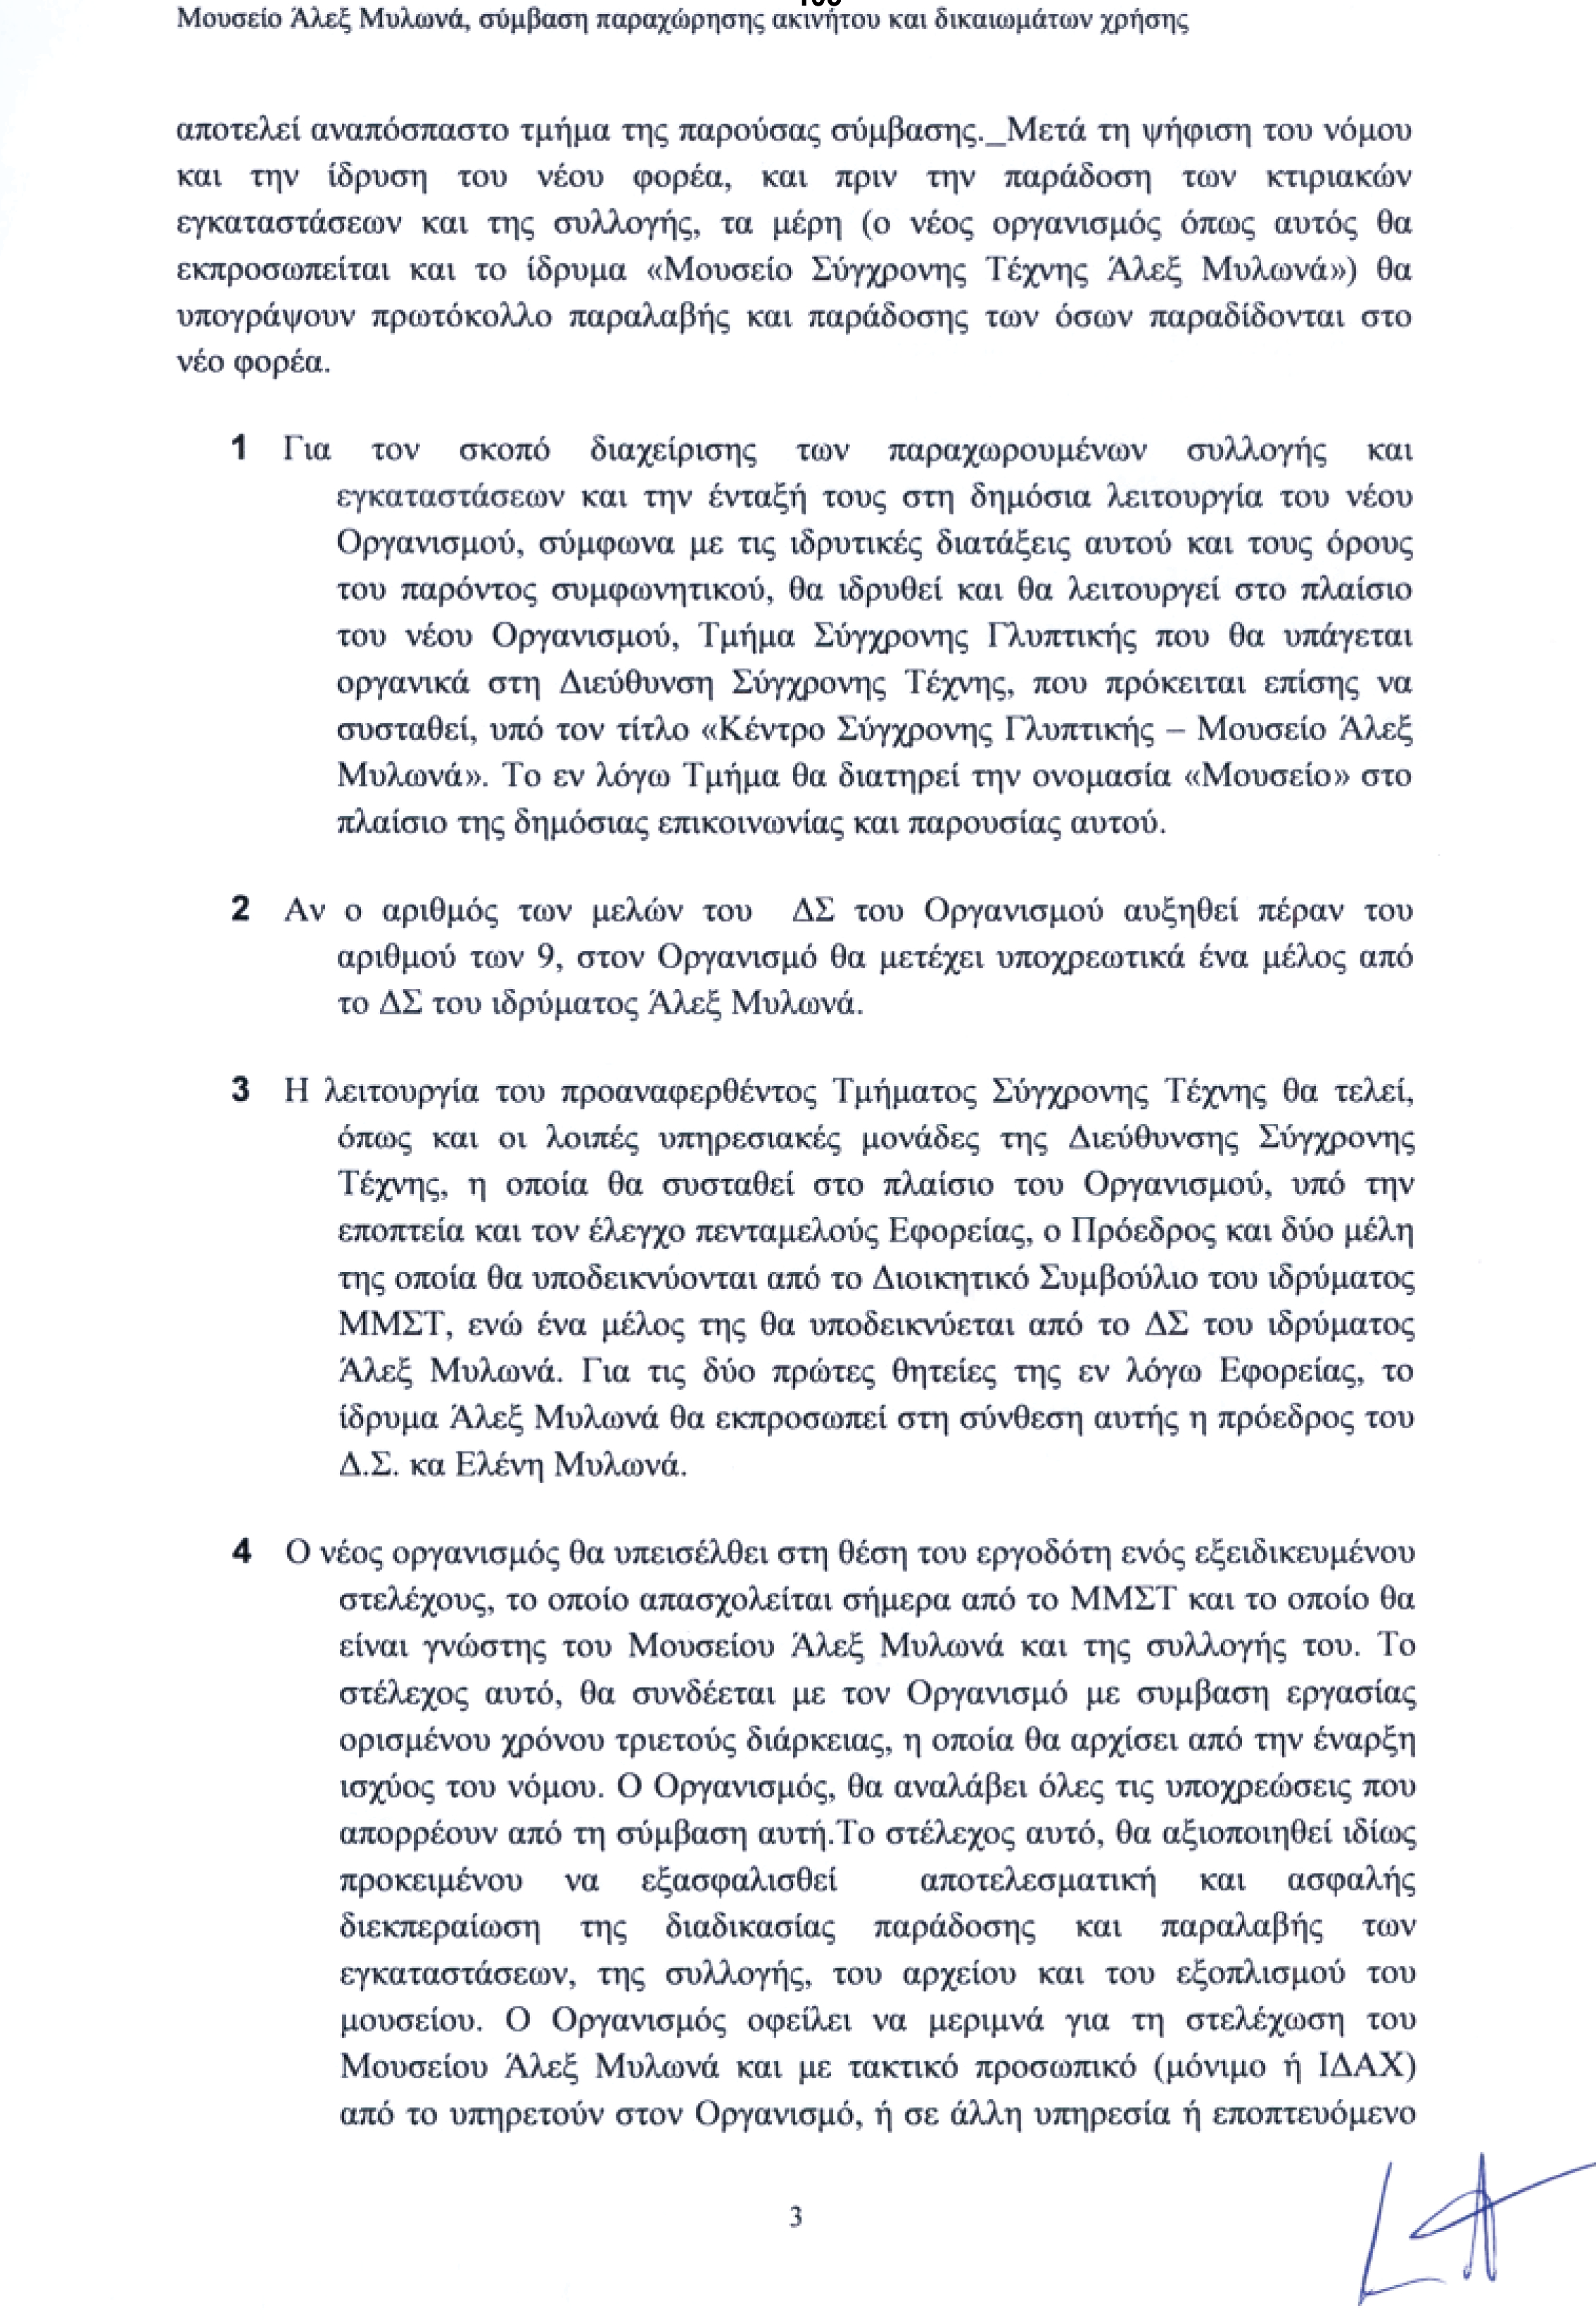 Μουσείο Άλεξ Μυλωνά, σύμβαση παραχώρησης ακινήτου και δικαιωμάτων χρήσης
αποτελεί αναπόσπαστο τμήμα της παρούσας σύμβασης._Μετά τη ψήφιση του νόμου
και την ίδρυση του νέου φορέα, και πριν την παράδοση των κτιριακών
εγκαταστάσεων και της συλλογής, τα μέρη (ο νέος οργανισμός όπως αυτός θα
εκπροσωπείται και το ίδρυμα «Μουσείο Σύγχρονης Τέχνης Άλεξ Μυλωνά») θα
υπογράψουν πρωτόκολλο παραλαβής και παράδοσης των όσων παραδίδονται στο
νέο φορέα.
1 Για τον σκοπό διαχείρισης των παραχωρουμένων συλλογής και
εγκαταστάσεων και την ένταξή τους στη δημόσια λειτουργία του νέου
Οργανισμού, σύμφωνα με τις ιδρυτικές διατάξεις αυτού και τους όρους
του παρόντος συμφωνητικού, θα ιδρυθεί και θα λειτουργεί στο πλαίσιο
του νέου Οργανισμού, Τμήμα Σύγχρονης Γλυπτικής που θα υπάγεται
οργανικά στη Διεύθυνση Σύγχρονης Τέχνης, που πρόκειται επίσης να
συσταθεί, υπό τον τίτλο «Κέντρο Σύγχρονης Γλυπτικής – Μουσείο Άλεξ
Μυλωνά». Το εν λόγω Τμήμα θα διατηρεί την ονομασία «Μουσείο» στο
πλαίσιο της δημόσιας επικοινωνίας και παρουσίας αυτού.
2 Αν ο αριθμός των μελών του ΔΣ του Οργανισμού αυξηθεί πέραν του
αριθμού των 9, στον Οργανισμό θα μετέχει υποχρεωτικά ένα μέλος από
το ΔΣ του ιδρύματος Άλεξ Μυλωνά.
3 Η λειτουργία του προαναφερθέντος Τμήματος Σύγχρονης Τέχνης θα τελεί,
όπως και οι λοιπές υπηρεσιακές μονάδες της Διεύθυνσης Σύγχρονης
Τέχνης, η οποία θα συσταθεί στο πλαίσιο του Οργανισμού, υπό την
εποπτεία και τον έλεγχο πενταμελούς Εφορείας, ο Πρόεδρος και δύο μέλη
της οποία θα υποδεικνύονται από το Διοικητικό Συμβούλιο του ιδρύματος
ΜΜΣΤ, ενώ ένα μέλος της θα υποδεικνύεται από το ΔΣ του ιδρύματος
Άλεξ Μυλωνά. Για τις δύο πρώτες θητείες της εν λόγω Εφορείας, το
ίδρυμα Άλεξ Μυλωνά θα εκπροσωπεί στη σύνθεση αυτής η πρόεδρος του
Δ.Σ. κα Ελένη Μυλωνά.
4 Ο νέος οργανισμός θα υπεισέλθει στη θέση του εργοδότη ενός εξειδικευμένου
στελέχους, το οποίο απασχολείται σήμερα από το ΜΜΣΤ και το οποίο θα
είναι γνώστης του Μουσείου Άλεξ Μυλωνά και της συλλογής του. Το
στέλεχος αυτό, θα συνδέεται με τον Οργανισμό με συμβαση εργασίας
ορισμένου χρόνου τριετούς διάρκειας, η οποία θα αρχίσει από την έναρξη
ισχύος του νόμου. Ο Οργανισμός, θα αναλάβει όλες τις υποχρεώσεις που
απορρέουν από τη σύμβαση αυτή.Το στέλεχος αυτό, θα αξιοποιηθεί ιδίως
προκειμένου να εξασφαλισθεί αποτελεσματική και ασφαλής
διεκπεραίωση της διαδικασίας παράδοσης και παραλαβής των
εγκαταστάσεων, της συλλογής, του αρχείου και του εξοπλισμού του
μουσείου. Ο Οργανισμός οφείλει να μεριμνά για τη στελέχωση του
Μουσείου Άλεξ Μυλωνά και με τακτικό προσωπικό (μόνιμο ή ΙΔΑΧ)
από το υπηρετούν στον Οργανισμό, ή σε άλλη υπηρεσία ή εποπτευόμενο
3